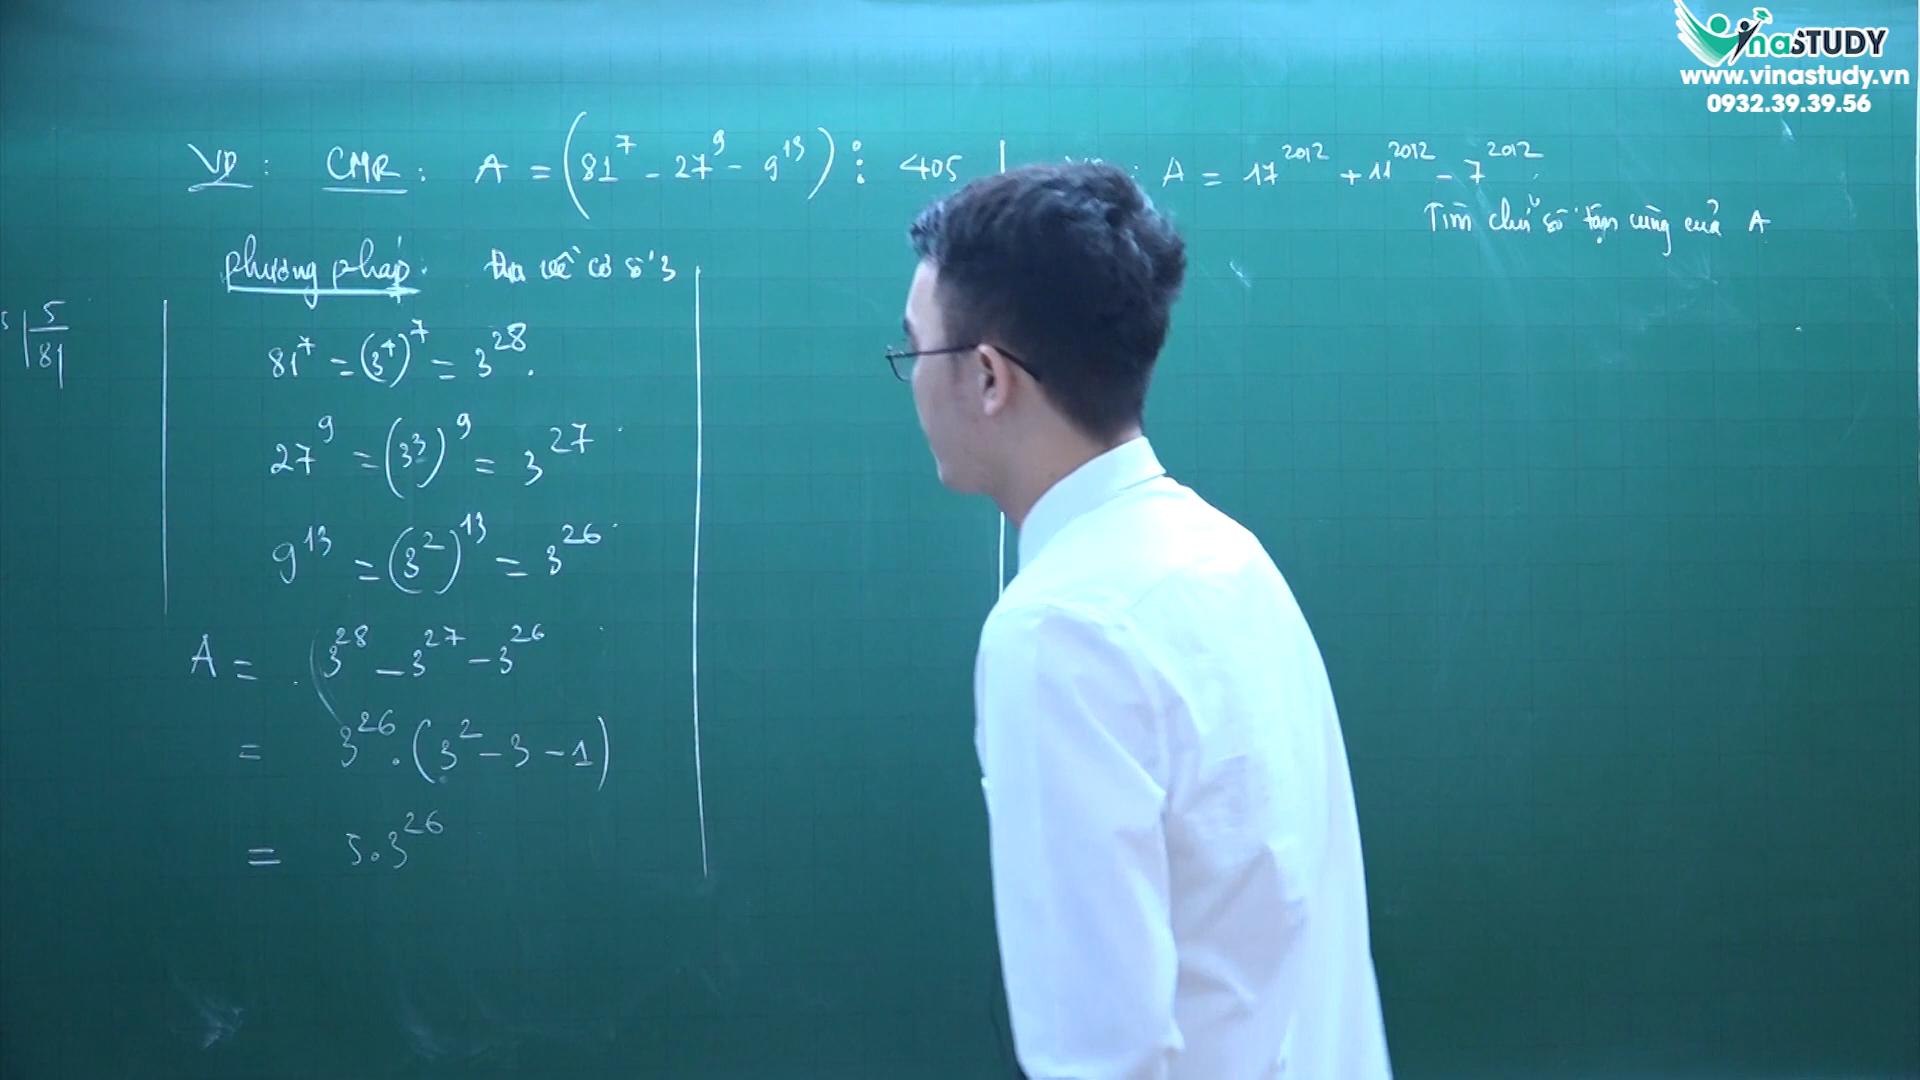 VinaSTUDY
www.vinastudy.vn
0932.39.39.56
VD : CMR : A = (81^7 - 27^9 - 9^13) ⋮ 405
: A = 17^2012 + 11^2012 - 7^2012
Tìm chữ số tận cùng của A
phương pháp : đưa về cơ số 3
5
81
81^7 = (3^4)^7 = 3^28.
27^9 = (3^3)^9 = 3^27
9^13 = (3^2)^13 = 3^26
A = 3^28 - 3^27 - 3^26
= 3^26 . (3^2 - 3 - 1)
= 5.3^26